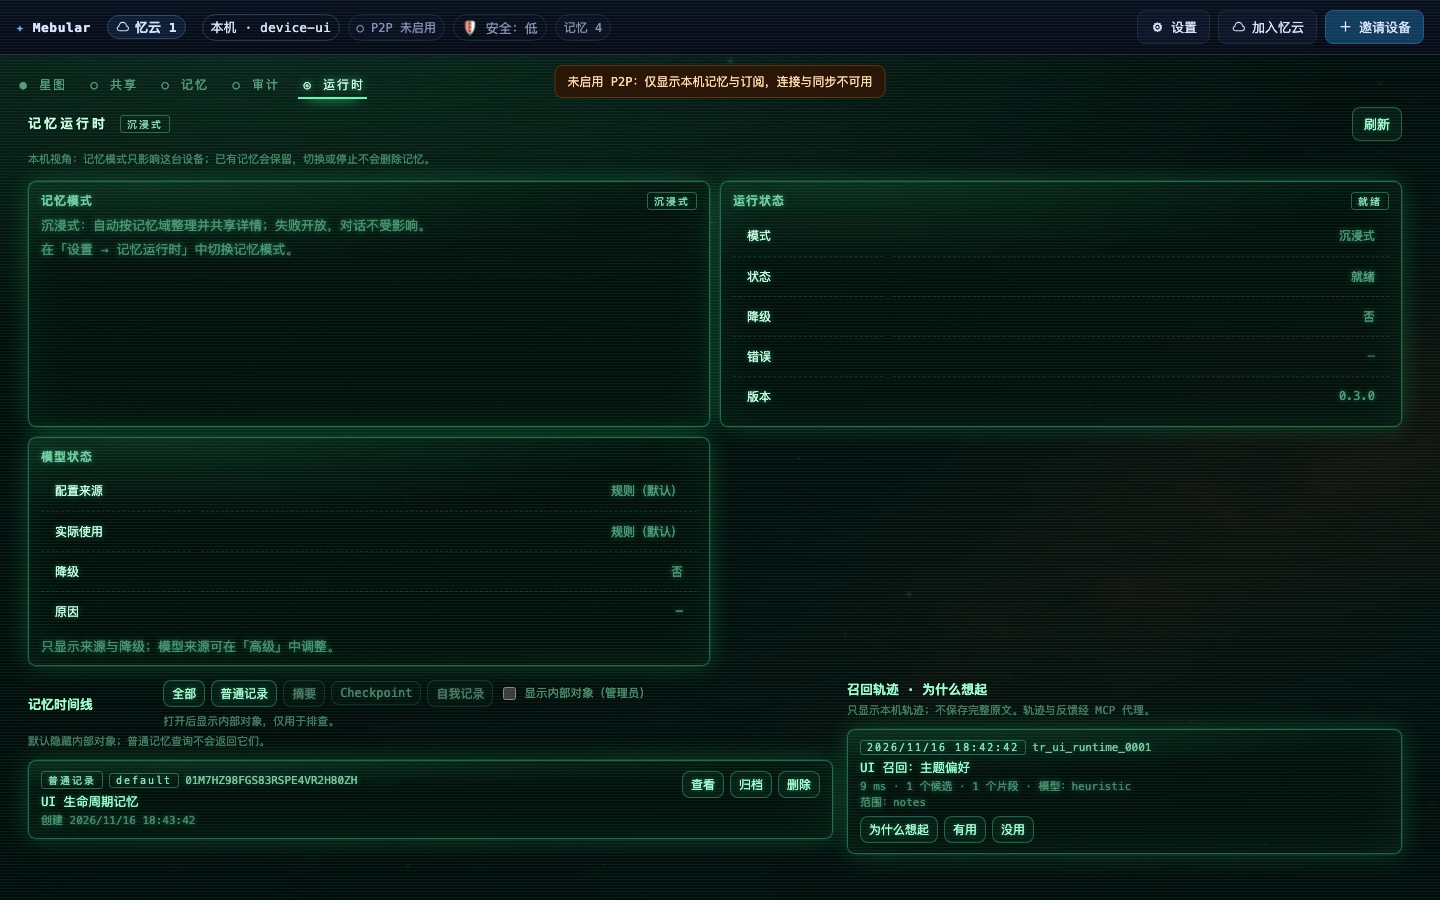 Mebular
忆云 1
本机 · device-ui
P2P 未启用
安全: 低
记忆 4
设置
加入忆云
+ 邀请设备
星图
共享
记忆
审计
运行时
未启用 P2P: 仅显示本机记忆与订阅, 连接与同步不可用
记忆运行时
沉浸式
刷新
本机视角: 记忆模式只影响这台设备; 已有记忆会保留, 切换或停止不会删除记忆。
记忆模式
沉浸式
沉浸式: 自动按记忆域整理并共享详情; 失败开放, 对话不受影响。
在「设置 → 记忆运行时」中切换记忆模式。
运行状态
就绪
模式
沉浸式
状态
就绪
降级
否
错误
—
版本
0.3.0
模型状态
配置来源
规则 (默认)
实际使用
规则 (默认)
降级
否
原因
—
只显示来源与降级; 模型来源可在「高级」中调整。
记忆时间线
全部
普通记录
摘要
Checkpoint
自我记录
显示内部对象 (管理员)
打开后显示内部对象, 仅用于排查。
默认隐藏内部对象; 普通记忆查询不会返回它们。
普通记录
default
01M7HZ98FGS83RSPE4VR2H80ZH
查看
归档
删除
UI 生命周期记忆
创建 2026/11/16 18:43:42
召回轨迹 · 为什么想起
只显示本机轨迹; 不保存完整原文。轨迹与反馈经 MCP 代理。
2026/11/16 18:42:42
tr_ui_runtime_0001
UI 召回: 主题偏好
9 ms · 1 个候选 · 1 个片段 · 模型: heuristic
范围: notes
为什么想起
有用
没用